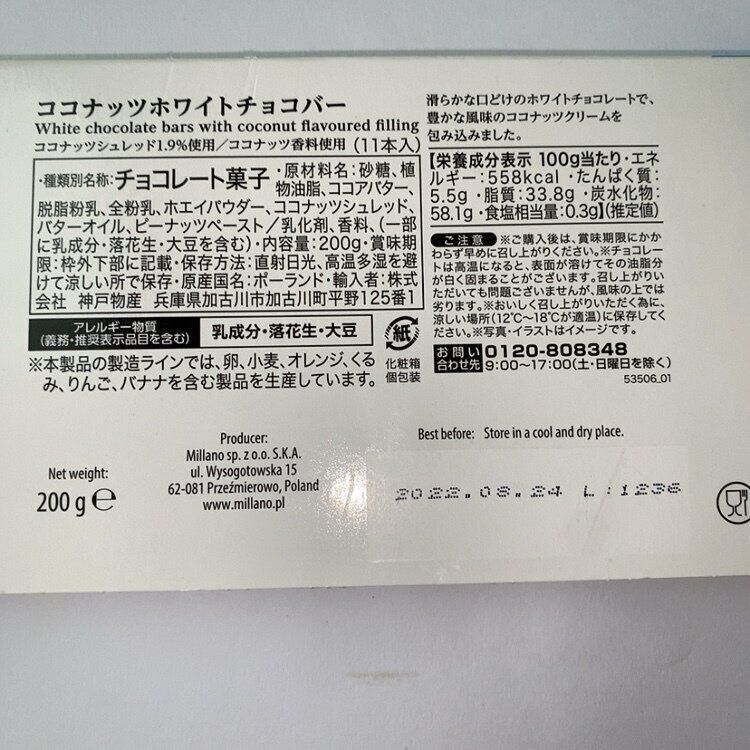 ココナッツホワイトチョコバー
White chocolate bars with coconut flavoured filling
ココナッツシュレッド1.9%使用／ココナッツ香料使用 (11本入)
・種類別名称:チョコレート菓子・原材料名:砂糖、植
物油脂、ココアバター、
脱脂粉乳、全粉乳、ホエイパウダー、ココナッツシュレッド、
バターオイル、ピーナッツペースト/乳化剤、香料、(一部
に乳成分・落花生・大豆を含む)・内容量:200g・賞味期
限:枠外下部に記載・保存方法:直射日光、高温多湿を避
けて涼しい所で保存・原産国名:ポーランド・輸入者:株式
会社 神戸物産 兵庫県加古川市加古川町平野125番1
アレルギー物質
(義務・推奨表示品目を含む)
乳成分・落花生・大豆
※本製品の製造ラインでは、卵、小麦、オレンジ、くる
み、りんご、バナナを含む製品を生産しています。
紙
化粧箱
個包装
滑らかな口どけのホワイトチョコレートで、
豊かな風味のココナッツクリームを
包み込みました。
【栄養成分表示 100g当たり・エネ
ルギー:558kcal・たんぱく質:
5.5g・脂質:33.8g・炭水化物:
58.1g・食塩相当量:0.3g】(推定値)
ご注意 ※ご購入後は、賞味期限にかか
わらず早めに召し上がりください。※チョコレー
トは高温になると、表面が溶けてその油脂分
が白く固まることがございます。召し上がりい
ただいても問題ございませんが、風味の上では
劣ります。※おいしく召し上がりいただく為に、
涼しい場所(12℃〜18℃が適温)に保存してく
ださい。※写真・イラストはイメージです。
お問い
合わせ先
0120-808348
9:00〜17:00(土・日曜日を除く)
53506_01
Net weight:
200 g e
Producer:
Millano sp. z o.o. S.K.A.
ul. Wysogotowska 15
62-081 Przeźmierowo, Poland
www.millano.pl
Best before: Store in a cool and dry place.
2022.08.24 L:1236